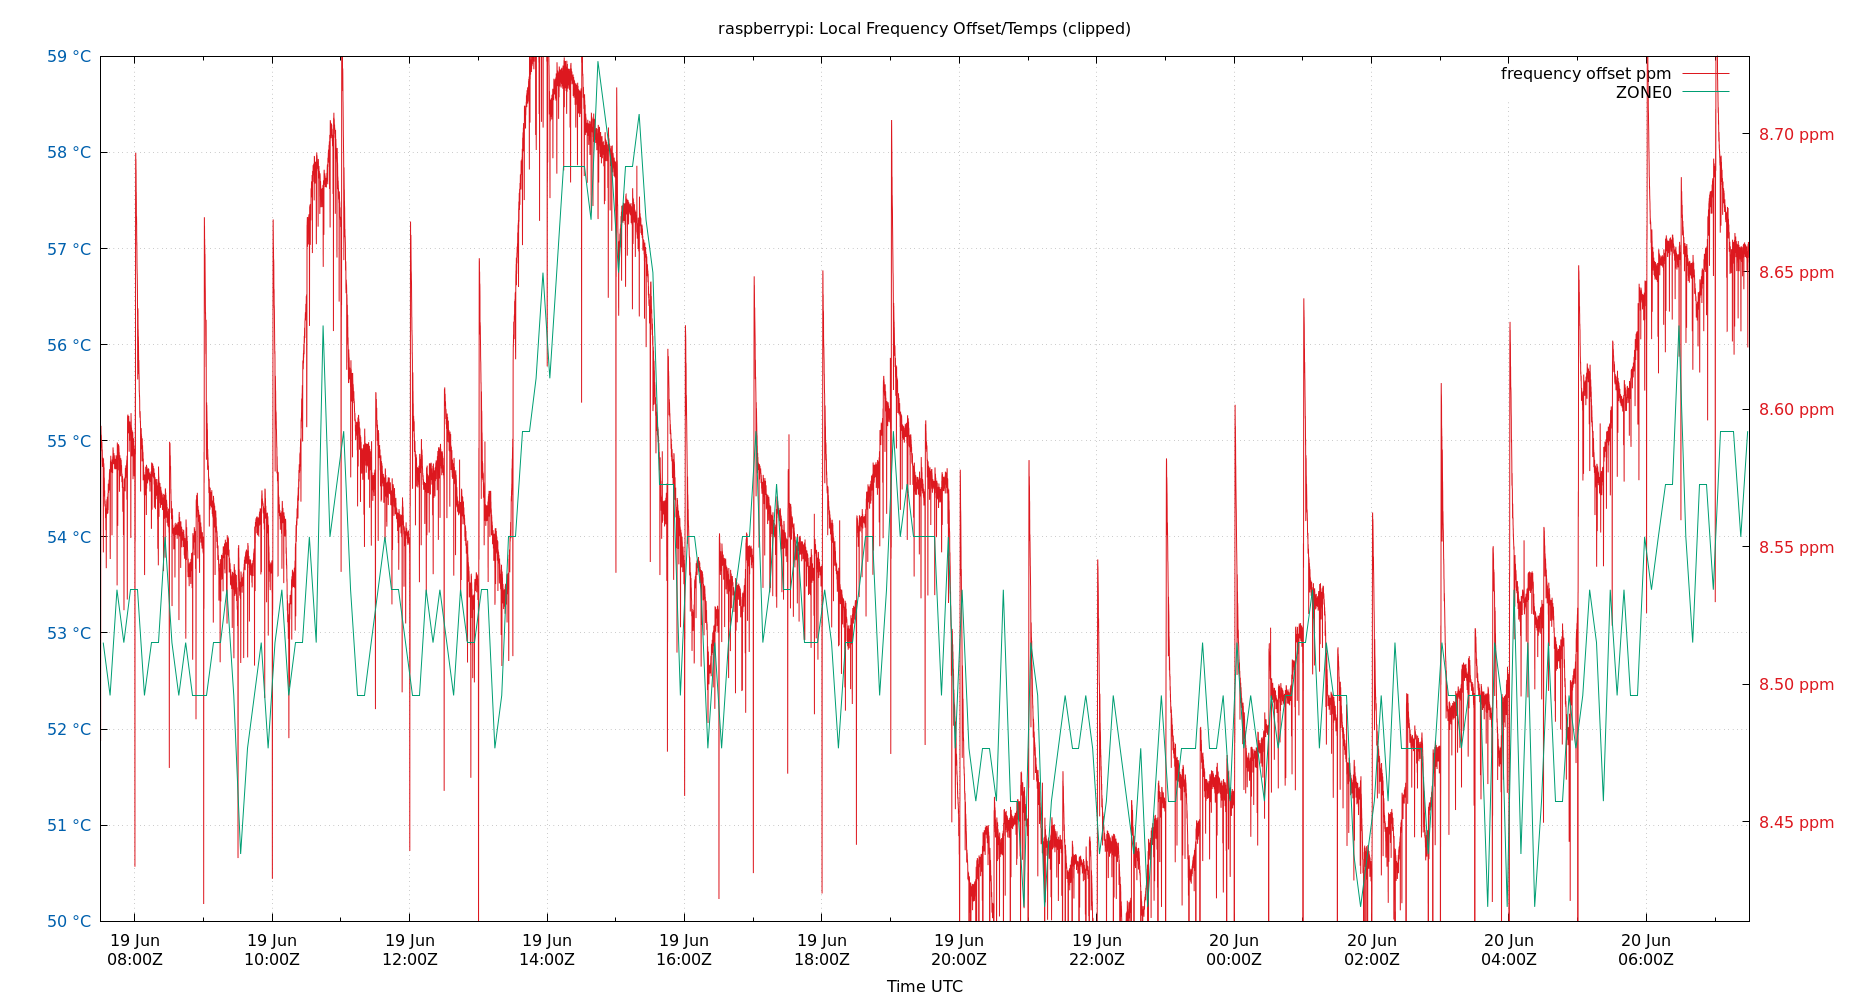 raspberrypi: Local Frequency Offset/Temps (clipped)
59 °C
58 °C
57 °C
56 °C
55 °C
54 °C
53 °C
52 °C
51 °C
50 °C
frequency offset ppm
ZONE0
8.70 ppm
8.65 ppm
8.60 ppm
8.55 ppm
8.50 ppm
8.45 ppm
19 Jun
08:00Z
19 Jun
10:00Z
19 Jun
12:00Z
19 Jun
14:00Z
19 Jun
16:00Z
19 Jun
18:00Z
19 Jun
20:00Z
19 Jun
22:00Z
20 Jun
00:00Z
20 Jun
02:00Z
20 Jun
04:00Z
20 Jun
06:00Z
Time UTC